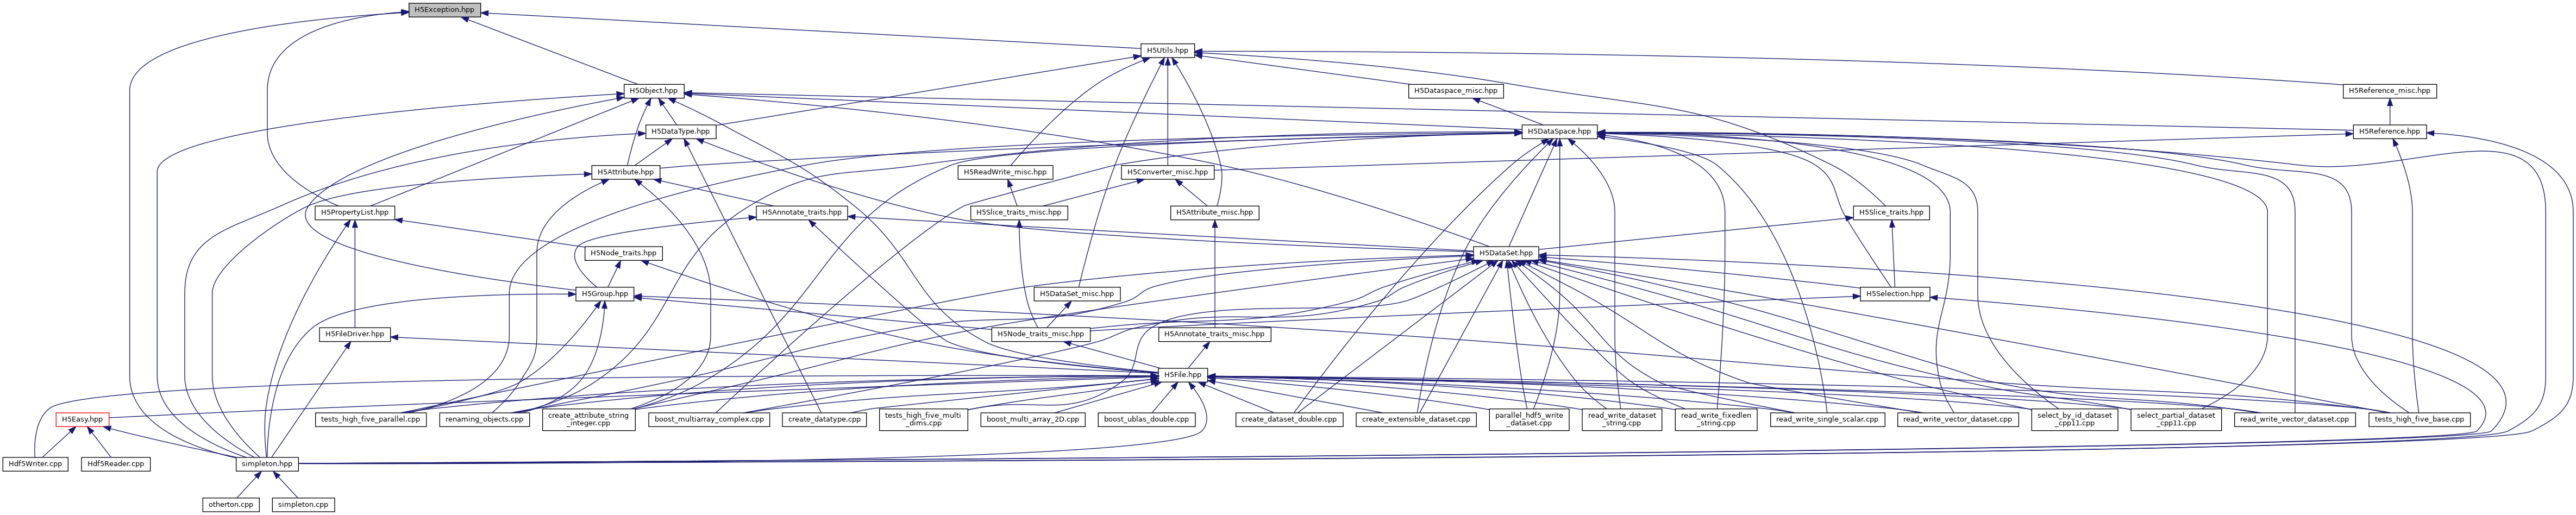 H5Exception.hpp
H5Utils.hpp
H5Object.hpp
H5Dataspace_misc.hpp
H5Reference_misc.hpp
H5DataType.hpp
H5DataSpace.hpp
H5Reference.hpp
H5Attribute.hpp
H5ReadWrite_misc.hpp
H5Converter_misc.hpp
H5PropertyList.hpp
H5Annotate_traits.hpp
H5Slice_traits_misc.hpp
H5Attribute_misc.hpp
H5Slice_traits.hpp
H5Node_traits.hpp
H5DataSet.hpp
H5Group.hpp
H5DataSet_misc.hpp
H5Selection.hpp
H5FileDriver.hpp
H5Node_traits_misc.hpp
H5Annotate_traits_misc.hpp
H5File.hpp
H5Easy.hpp
tests_high_five_parallel.cpp
renaming_objects.cpp
create_attribute_string
_integer.cpp
boost_multiarray_complex.cpp
create_datatype.cpp
tests_high_five_multi
_dims.cpp
boost_multi_array_2D.cpp
boost_ublas_double.cpp
create_dataset_double.cpp
create_extensible_dataset.cpp
parallel_hdf5_write
_dataset.cpp
read_write_dataset
_string.cpp
read_write_fixedlen
_string.cpp
read_write_single_scalar.cpp
read_write_vector_dataset.cpp
select_by_id_dataset
_cpp11.cpp
select_partial_dataset
_cpp11.cpp
read_write_vector_dataset.cpp
tests_high_five_base.cpp
Hdf5Writer.cpp
Hdf5Reader.cpp
simpleton.hpp
otherton.cpp
simpleton.cpp